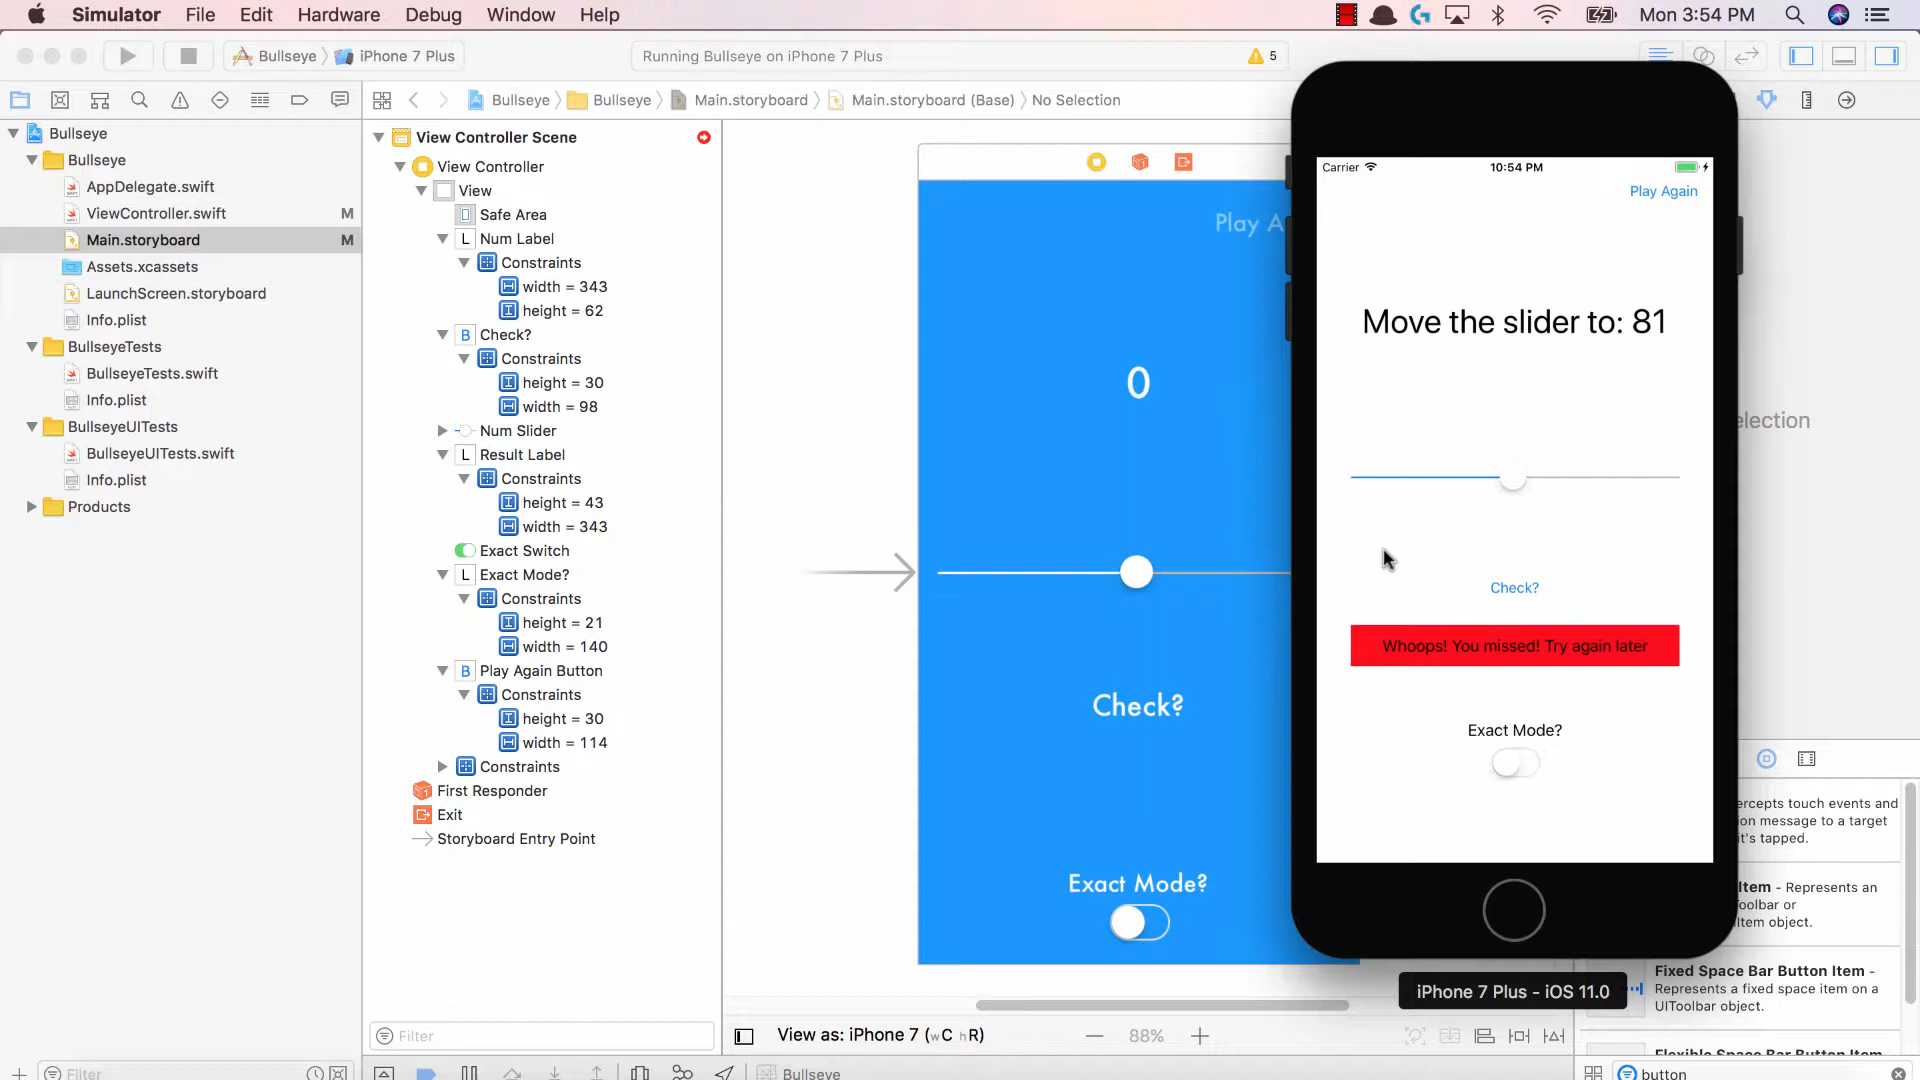 Simulator File Edit Hardware Debug Window Help Mon 3:54 PM
Bullseye iPhone 7 Plus Running Bullseye on iPhone 7 Plus 5
Bullseye Bullseye Main.storyboard Main.storyboard (Base) No Selection
Bullseye
Bullseye
AppDelegate.swift
ViewController.swift M
Main.storyboard M
Assets.xcassets
LaunchScreen.storyboard
Info.plist
BullseyeTests
BullseyeTests.swift
Info.plist
BullseyeUITests
BullseyeUITests.swift
Info.plist
Products
Filter
View Controller Scene
View Controller
View
Safe Area
L Num Label
Constraints
width = 343
height = 62
B Check?
Constraints
height = 30
width = 98
Num Slider
L Result Label
Constraints
height = 43
width = 343
Exact Switch
L Exact Mode?
Constraints
height = 21
width = 140
B Play Again Button
Constraints
height = 30
width = 114
Constraints
First Responder
Exit
Storyboard Entry Point
Filter
Play A
0
Check?
Exact Mode?
View as: iPhone 7 (wC hR) 88%
Bullseye
Carrier 10:54 PM
Play Again
Move the slider to: 81
Check?
Whoops! You missed! Try again later
Exact Mode?
iPhone 7 Plus - iOS 11.0
election
ercepts touch events and
ion message to a target
it's tapped.
Item - Represents an
oolbar or
Item object.
Fixed Space Bar Button Item -
Represents a fixed space item on a
UIToolbar object.
Flexible Space Bar Button Item
button